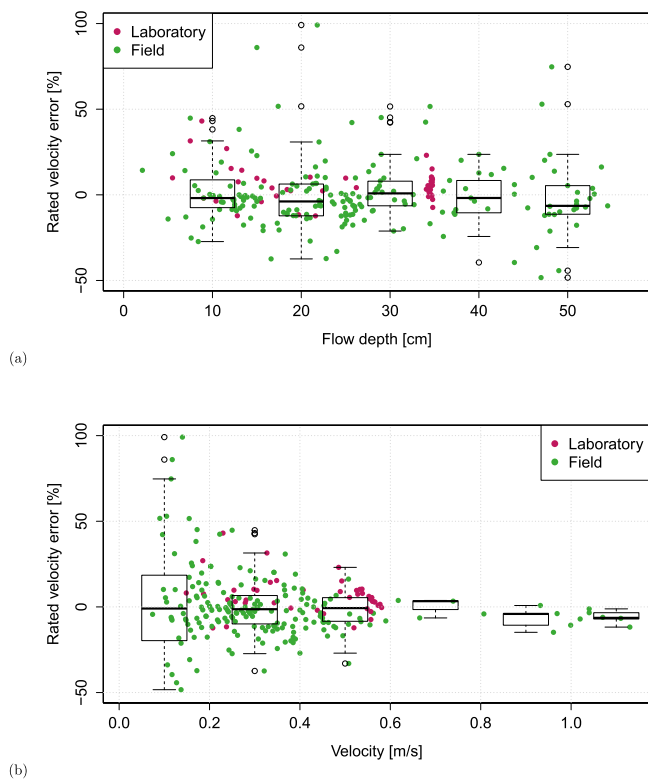 100
50
0
−50
Rated velocity error [%]
Laboratory
Field
0 10 20 30 40 50
Flow depth [cm]
(a)
100
50
0
−50
Rated velocity error [%]
Laboratory
Field
0.0 0.2 0.4 0.6 0.8 1.0
Velocity [m/s]
(b)